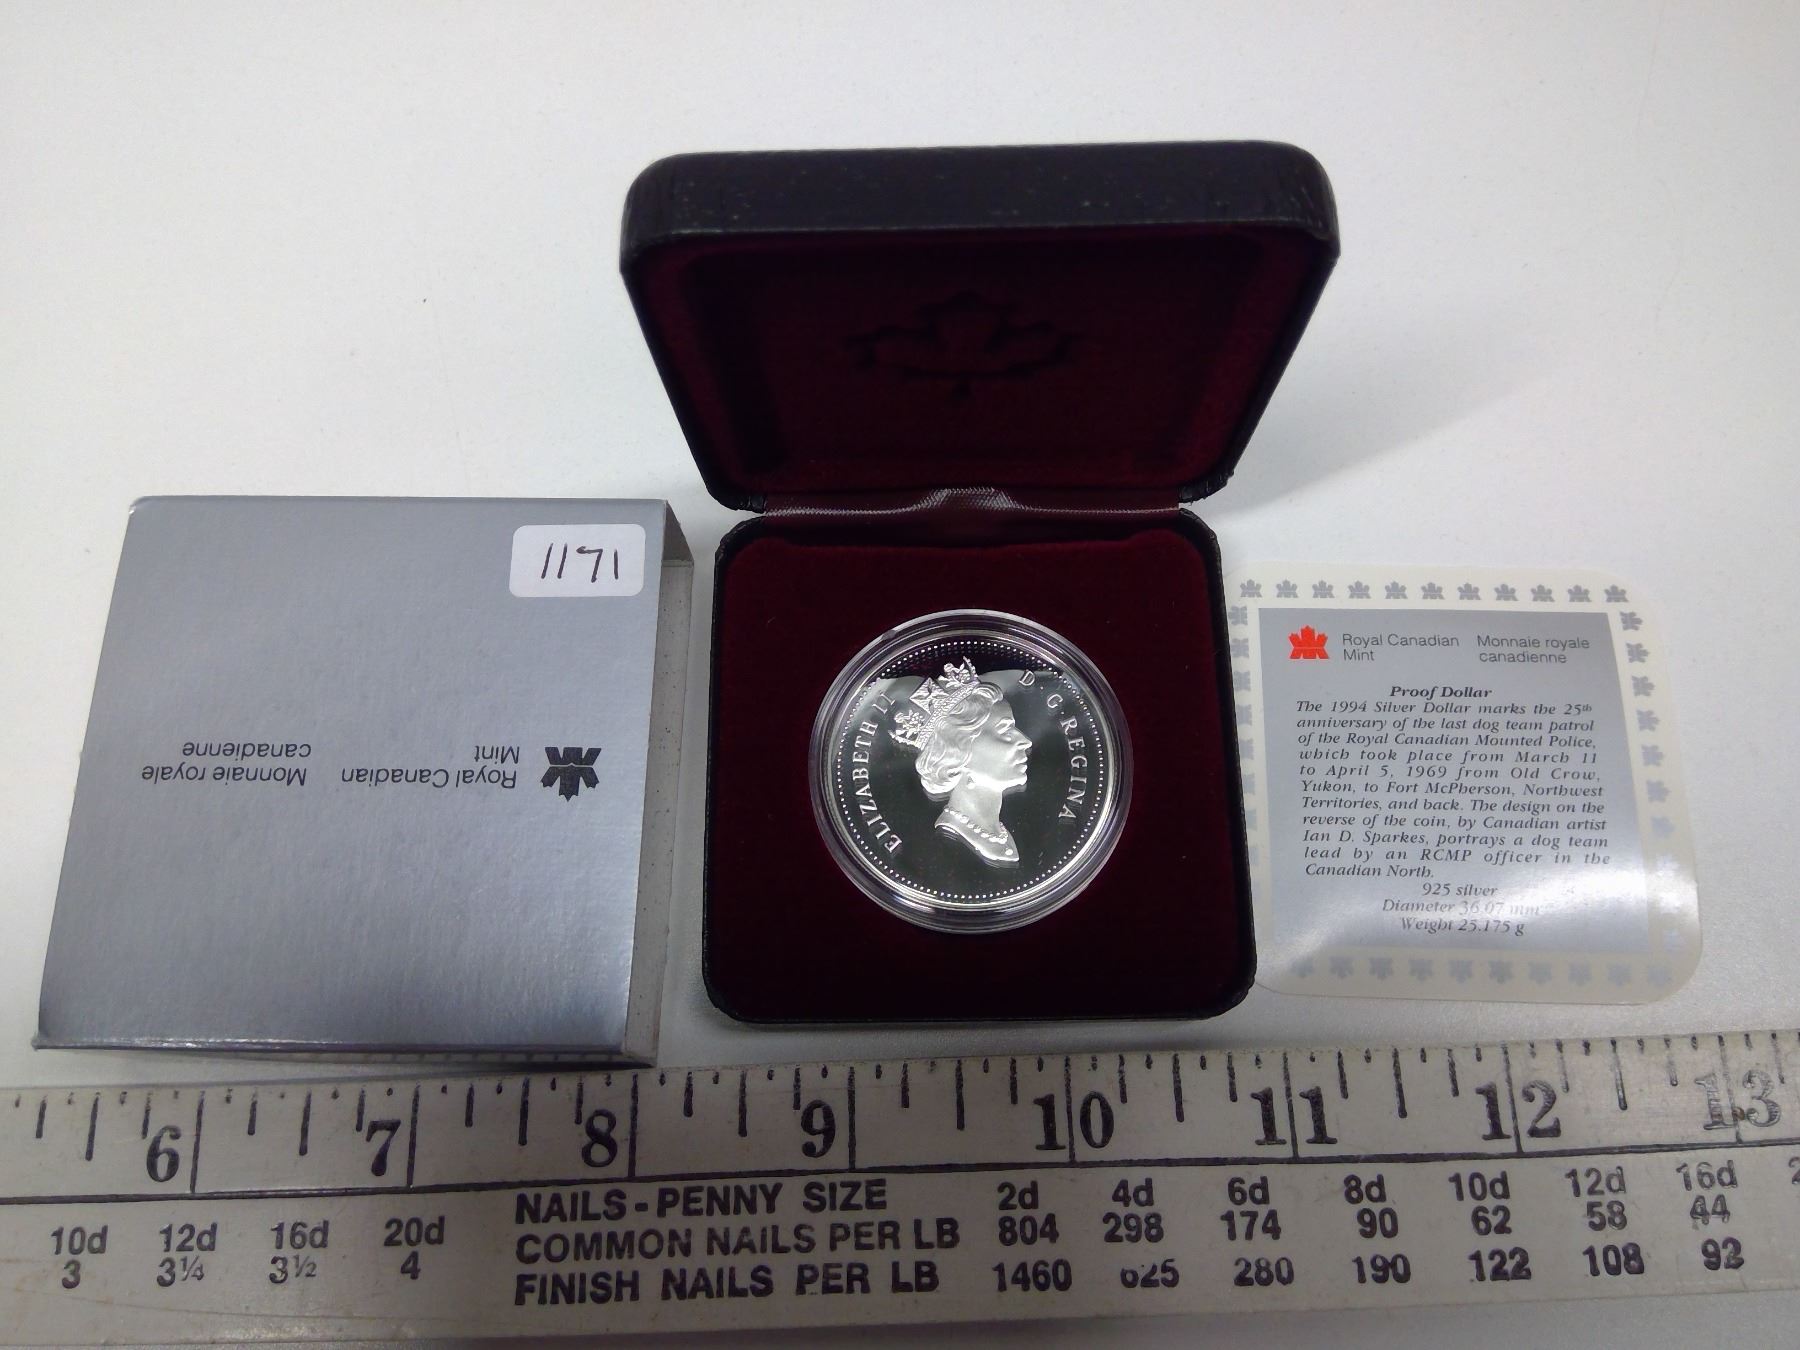 1171
Royal Canadian Mint
Monnaie royale canadienne
ELIZABETH II D·G·REGINA
Royal Canadian Mint
Monnaie royale canadienne
Proof Dollar
The 1994 Silver Dollar marks the 25th
anniversary of the last dog team patrol
of the Royal Canadian Mounted Police,
which took place from March 11
to April 5, 1969 from Old Crow,
Yukon, to Fort McPherson, Northwest
Territories, and back. The design on the
reverse of the coin, by Canadian artist
Ian D. Sparkes, portrays a dog team
lead by an RCMP officer in the
Canadian North.
925 silver
Diameter 36.07 mm
Weight 25.175 g
6 7 8 9 10 11 12 13
10d 12d 16d 20d
3 3¼ 3½ 4
NAILS-PENNY SIZE 2d 4d 6d 8d 10d 12d 16d
COMMON NAILS PER LB 804 298 174 90 62 58 44
FINISH NAILS PER LB 1460 625 280 190 122 108 92